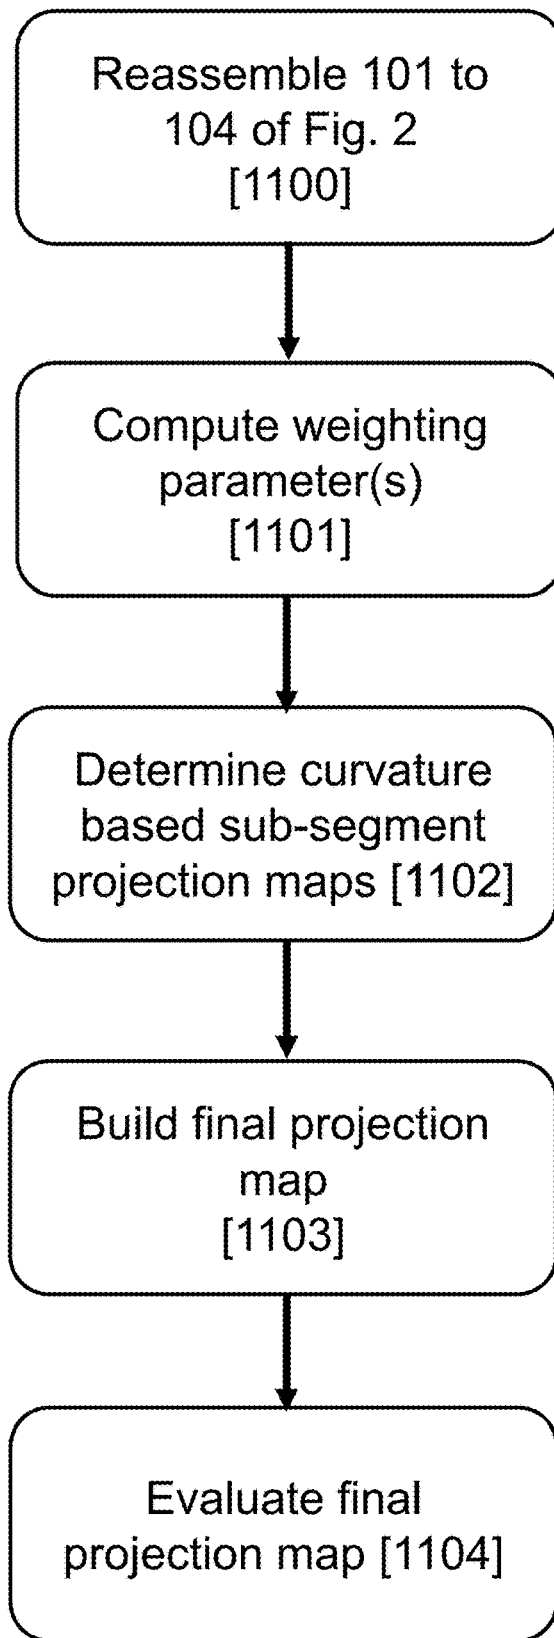 Reassemble 101 to
104 of Fig. 2
[1100]
Compute weighting
parameter(s)
[1101]
Determine curvature
based sub-segment
projection maps [1102]
Build final projection
map
[1103]
Evaluate final
projection map [1104]